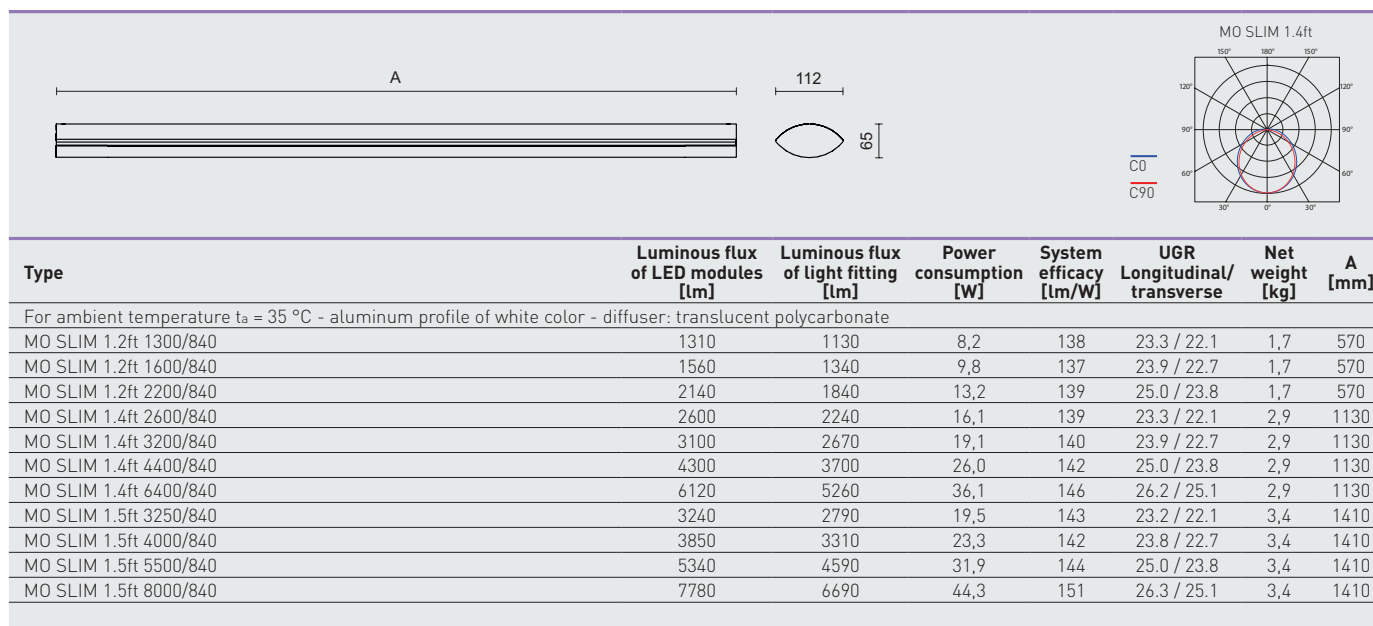 MO SLIM 1.4ft
150° 180° 150°
A 112
120° 120°
65
90° 90°
C0
60° 60°
C90
30° 0° 30°
Luminous flux of LED modules [lm] Luminous flux of light fitting [lm] Power consumption [W] System efficacy [lm/W] UGR Longitudinal/ transverse Net weight [kg] A [mm]
Type
For ambient temperature ta = 35 °C - aluminum profile of white color - diffuser: translucent polycarbonate
MO SLIM 1.2ft 1300/840 1310 1130 8,2 138 23.3 / 22.1 1,7 570
MO SLIM 1.2ft 1600/840 1560 1340 9,8 137 23.9 / 22.7 1,7 570
MO SLIM 1.2ft 2200/840 2140 1840 13,2 139 25.0 / 23.8 1,7 570
MO SLIM 1.4ft 2600/840 2600 2240 16,1 139 23.3 / 22.1 2,9 1130
MO SLIM 1.4ft 3200/840 3100 2670 19,1 140 23.9 / 22.7 2,9 1130
MO SLIM 1.4ft 4400/840 4300 3700 26,0 142 25.0 / 23.8 2,9 1130
MO SLIM 1.4ft 6400/840 6120 5260 36,1 146 26.2 / 25.1 2,9 1130
MO SLIM 1.5ft 3250/840 3240 2790 19,5 143 23.2 / 22.1 3,4 1410
MO SLIM 1.5ft 4000/840 3850 3310 23,3 142 23.8 / 22.7 3,4 1410
MO SLIM 1.5ft 5500/840 5340 4590 31,9 144 25.0 / 23.8 3,4 1410
MO SLIM 1.5ft 8000/840 7780 6690 44,3 151 26.3 / 25.1 3,4 1410